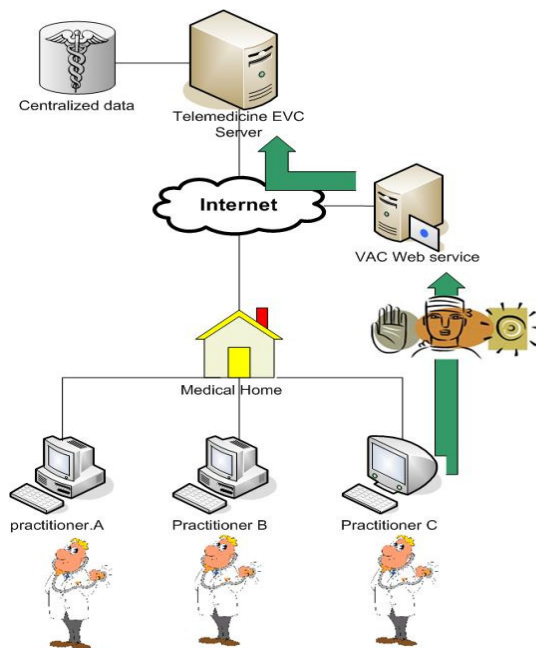 Centralized data
Telemedicine EVC
Server
Internet
VAC Web service
Medical Home
practitioner.A
Practitioner B
Practitioner C